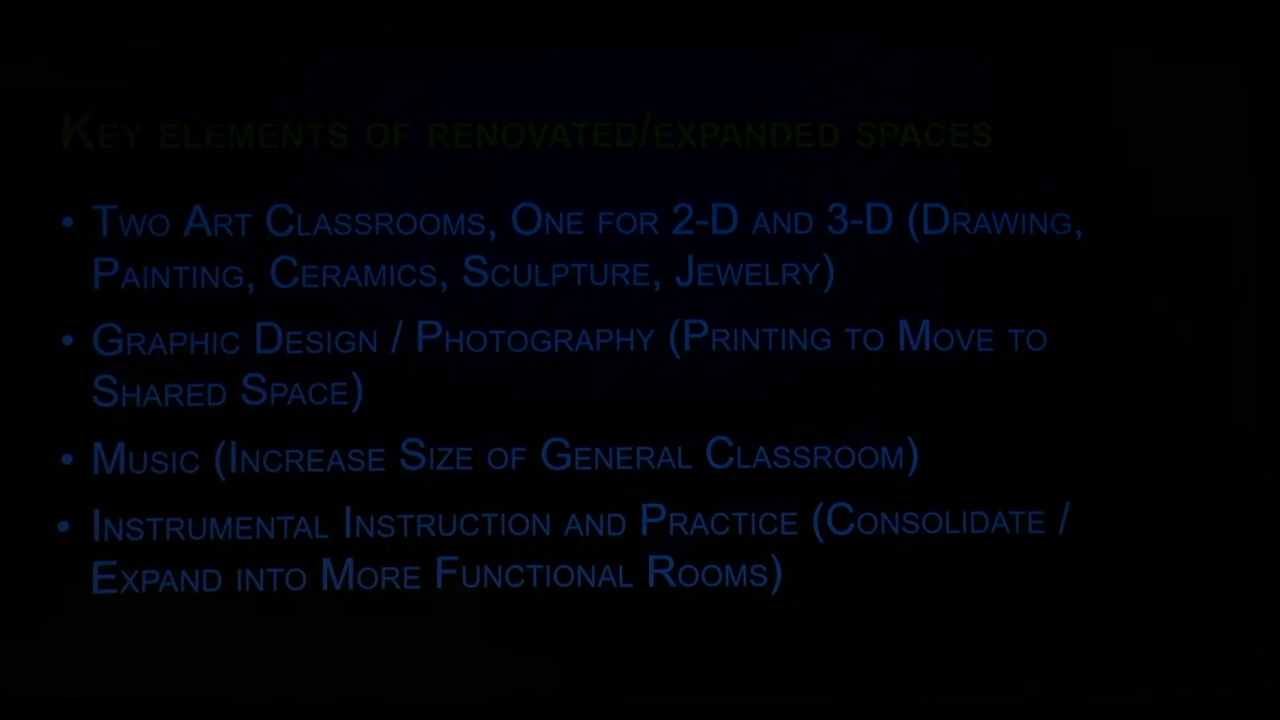 Key elements of renovated/expanded spaces
• Two Art Classrooms, One for 2-D and 3-D (Drawing,
Painting, Ceramics, Sculpture, Jewelry)
• Graphic Design / Photography (Printing to Move to
Shared Space)
• Music (Increase Size of General Classroom)
• Instrumental Instruction and Practice (Consolidate /
Expand into More Functional Rooms)